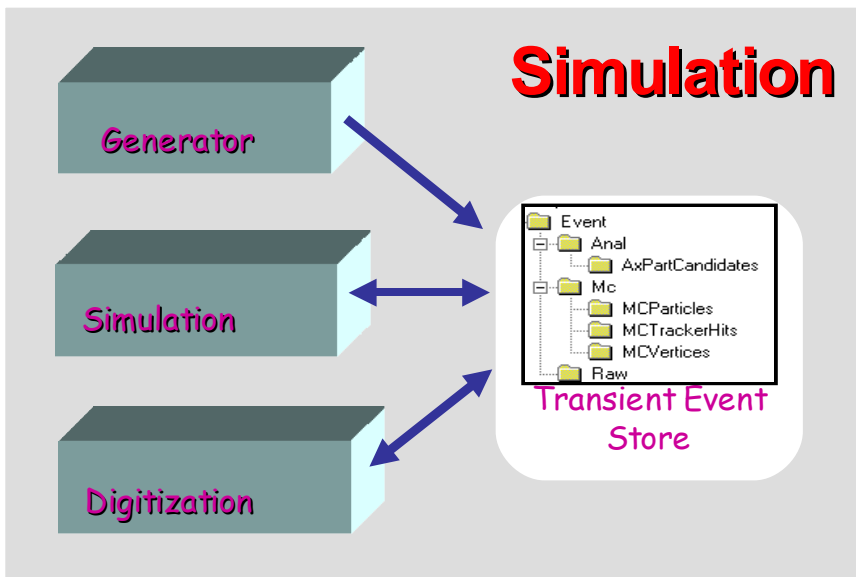 Simulation
Generator
Simulation
Digitization
Event
Anal
AxPartCandidates
Mc
MCParticles
MCTrackerHits
MCVertices
Raw
Transient Event
Store